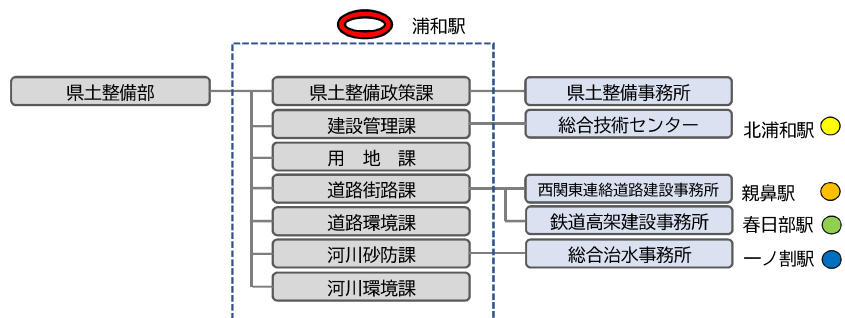 浦和駅
県土整備部
県土整備政策課
県土整備事務所
建設管理課
総合技術センター
北浦和駅
用　地　課
道路街路課
西関東連絡道路建設事務所
親鼻駅
道路環境課
鉄道高架建設事務所
春日部駅
河川砂防課
総合治水事務所
一ノ割駅
河川環境課